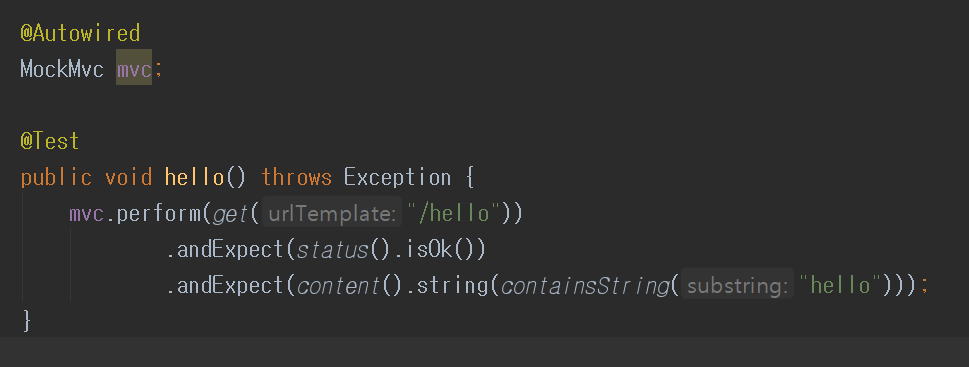 @Autowired
MockMvc mvc;
@Test
public void hello() throws Exception {
mvc.perform(get( urlTemplate: "/hello"))
.andExpect(status().isOk())
.andExpect(content().string(containsString( substring: "hello")));
}